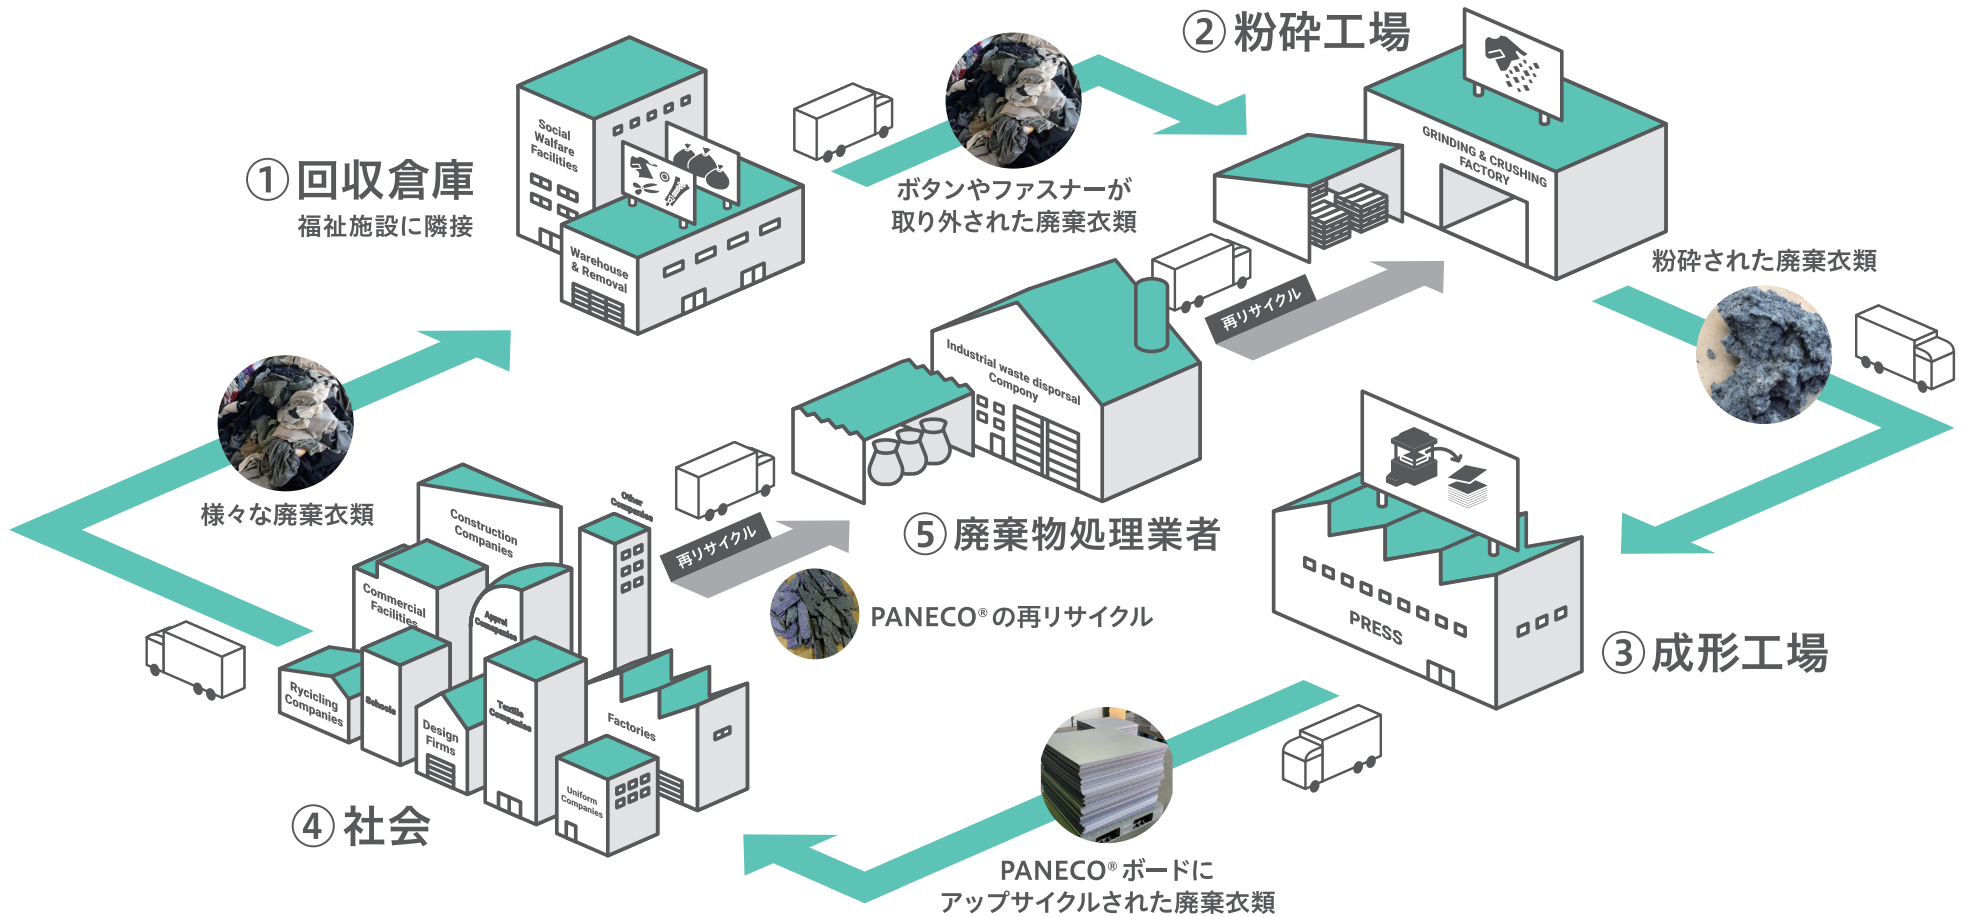 ①回収倉庫
福祉施設に隣接
Social
Welfare
Facilities
Warehouse
& Removal
ボタンやファスナーが
取り外された廃棄衣類
②粉砕工場
GRINDING & CRUSHING
FACTORY
粉砕された廃棄衣類
再リサイクル
Industrial waste disporsal
Compony
⑤廃棄物処理業者
PRESS
③成形工場
様々な廃棄衣類
再リサイクル
PANECO®の再リサイクル
Other
Companies
Construction
Companies
Commercial
Facilities
Apprel
Companies
Rycicling
Companies
Schools
Design
Firms
Textile
Companies
Factories
Uniform
Companies
④社会
PANECO®ボードに
アップサイクルされた廃棄衣類